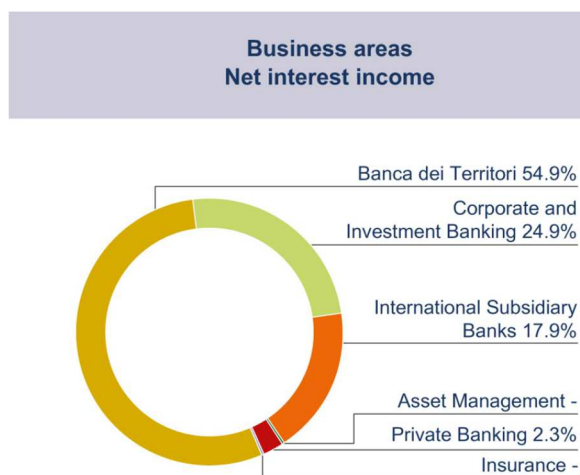 Business areas
Net interest income
Banca dei Territori 54.9%
Corporate and
Investment Banking 24.9%
International Subsidiary
Banks 17.9%
Asset Management -
Private Banking 2.3%
Insurance -